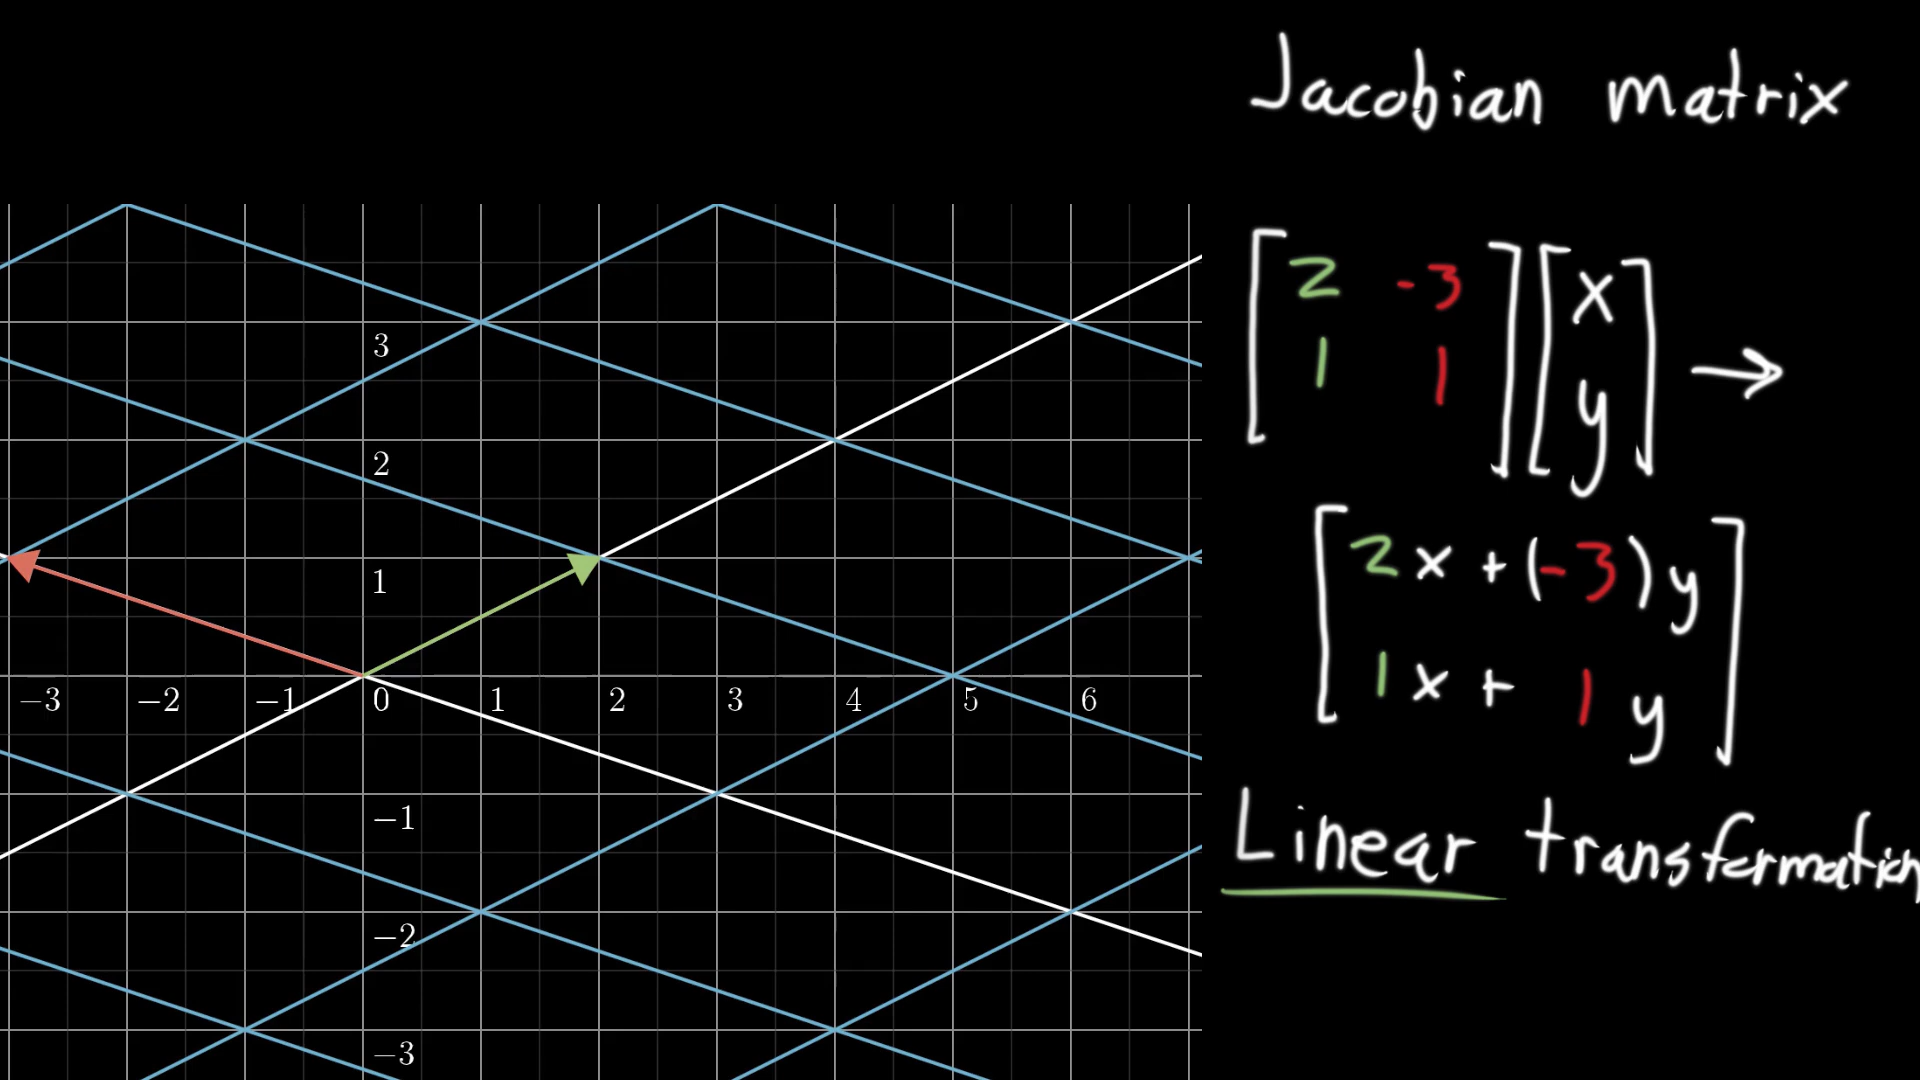 Jacobian matrix
[2 -3] [x] →
[1 1] [y]
[2x + (-3)y]
[1x + 1y]
Linear transformation
3
2
1
−3 −2 −1 0 1 2 3 4 5 6
−1
−2
−3